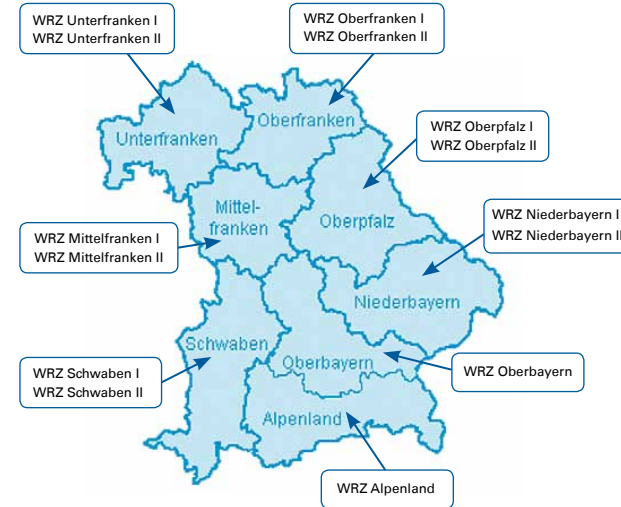 WRZ Unterfranken I
WRZ Unterfranken II
WRZ Oberfranken I
WRZ Oberfranken II
Unterfranken
Oberfranken
WRZ Oberpfalz I
WRZ Oberpfalz II
Mittel-
franken
Oberpfalz
WRZ Niederbayern I
WRZ Niederbayern II
WRZ Mittelfranken I
WRZ Mittelfranken II
Niederbayern
Schwaben
Oberbayern
WRZ Schwaben I
WRZ Schwaben II
WRZ Oberbayern
Alpenland
WRZ Alpenland